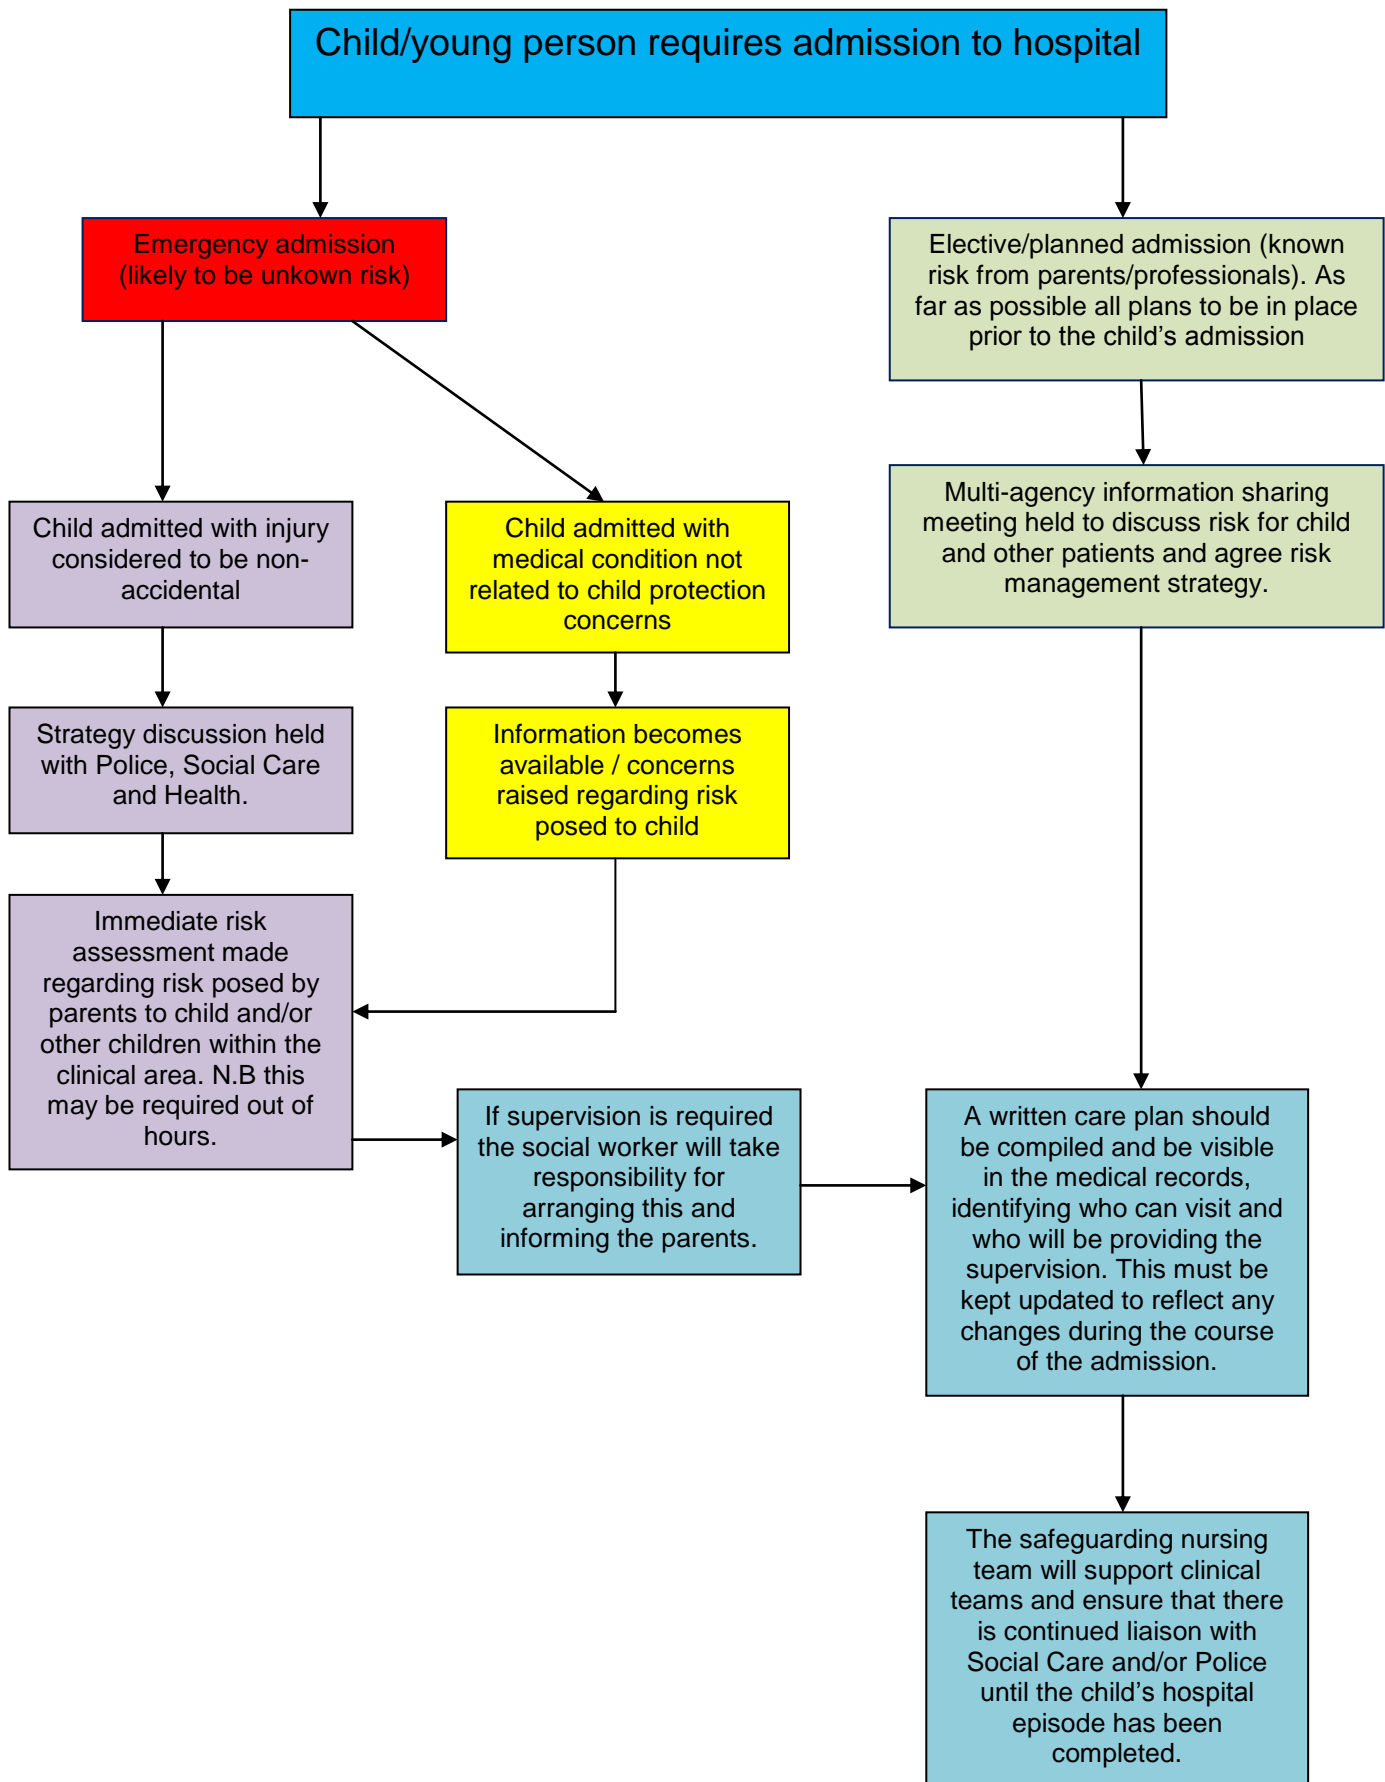 Child/young person requires admission to hospital
Emergency admission
(likely to be unkown risk)
Elective/planned admission (known
risk from parents/professionals). As
far as possible all plans to be in place
prior to the child’s admission
Child admitted with injury
considered to be non-
accidental
Child admitted with
medical condition not
related to child protection
concerns
Multi-agency information sharing
meeting held to discuss risk for child
and other patients and agree risk
management strategy.
Strategy discussion held
with Police, Social Care
and Health.
Information becomes
available / concerns
raised regarding risk
posed to child
Immediate risk
assessment made
regarding risk posed by
parents to child and/or
other children within the
clinical area. N.B this
may be required out of
hours.
If supervision is required
the social worker will take
responsibility for
arranging this and
informing the parents.
A written care plan should
be compiled and be visible
in the medical records,
identifying who can visit and
who will be providing the
supervision. This must be
kept updated to reflect any
changes during the course
of the admission.
The safeguarding nursing
team will support clinical
teams and ensure that there
is continued liaison with
Social Care and/or Police
until the child’s hospital
episode has been
completed.